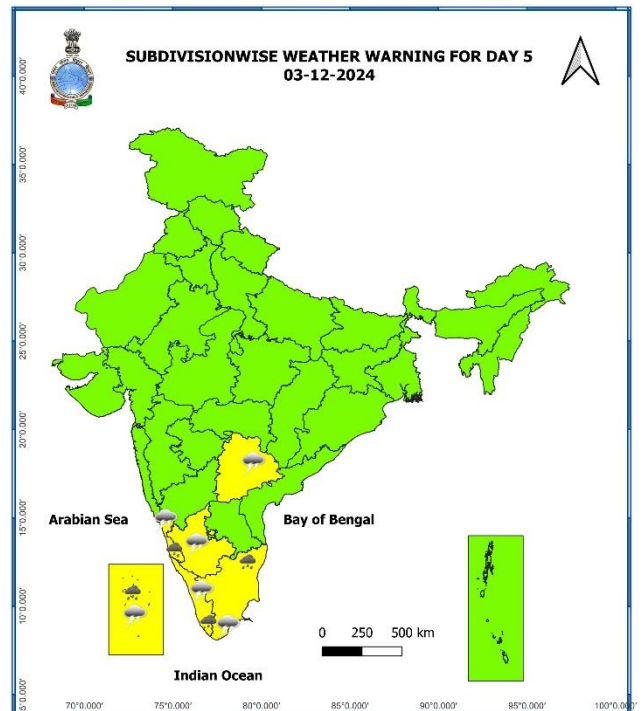 SUBDIVISIONWISE WEATHER WARNING FOR DAY 5
03-12-2024
40°0.000'
35°0.000'
30°0.000'
25°0.000'
20°0.000'
15°0.000'
10°0.000'
5°0.000'
Arabian Sea
Bay of Bengal
0 250 500 km
Indian Ocean
70°0.000' 75°0.000' 80°0.000' 85°0.000' 90°0.000' 95°0.000' 100°0.000'